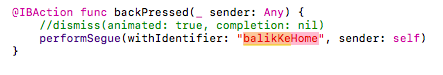 @IBAction func backPressed(_ sender: Any) {
    //dismiss(animated: true, completion: nil)
    performSegue(withIdentifier: "balikKeHome", sender: self)
}